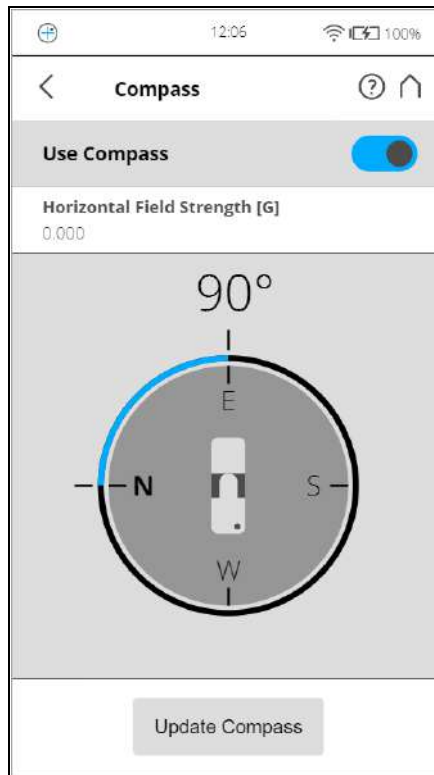 12:06 100%
Compass ?
Use Compass
Horizontal Field Strength [G]
0.000
90°
E
N S
W
Update Compass